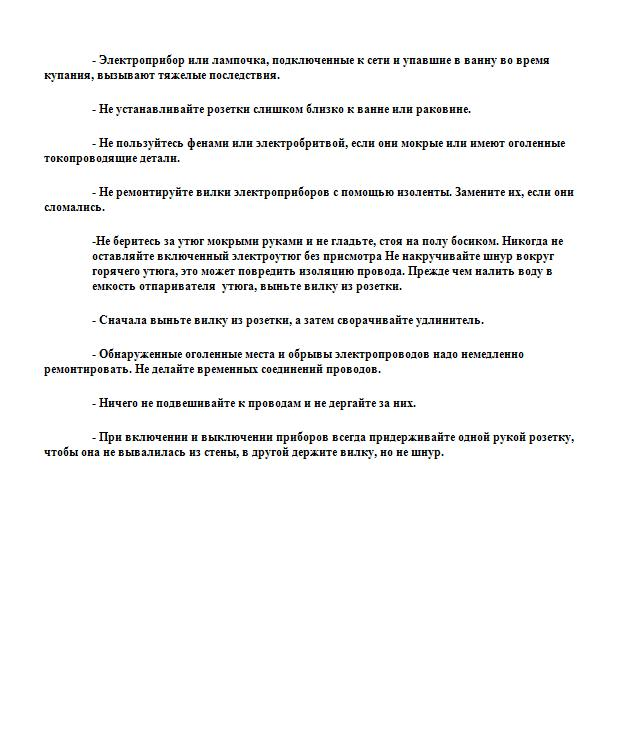 - Электроприбор или лампочка, подключенные к сети и упавшие в ванну во время
купания, вызывают тяжелые последствия.
- Не устанавливайте розетки слишком близко к ванне или раковине.
- Не пользуйтесь фенами или электробритвой, если они мокрые или имеют оголенные
токопроводящие детали.
- Не ремонтируйте вилки электроприборов с помощью изоленты. Замените их, если они
сломались.
-Не беритесь за утюг мокрыми руками и не гладьте, стоя на полу босиком. Никогда не
оставляйте включенный электроутюг без присмотра Не накручивайте шнур вокруг
горячего утюга, это может повредить изоляцию провода. Прежде чем налить воду в
емкость отпаривателя  утюга, выньте вилку из розетки.
- Сначала выньте вилку из розетки, а затем сворачивайте удлинитель.
- Обнаруженные оголенные места и обрывы электропроводов надо немедленно
ремонтировать. Не делайте временных соединений проводов.
- Ничего не подвешивайте к проводам и не дергайте за них.
- При включении и выключении приборов всегда придерживайте одной рукой розетку,
чтобы она не вывалилась из стены, в другой держите вилку, но не шнур.